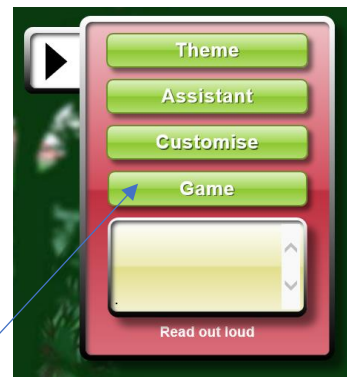 Theme
Assistant
Customise
Game
.
Read out loud